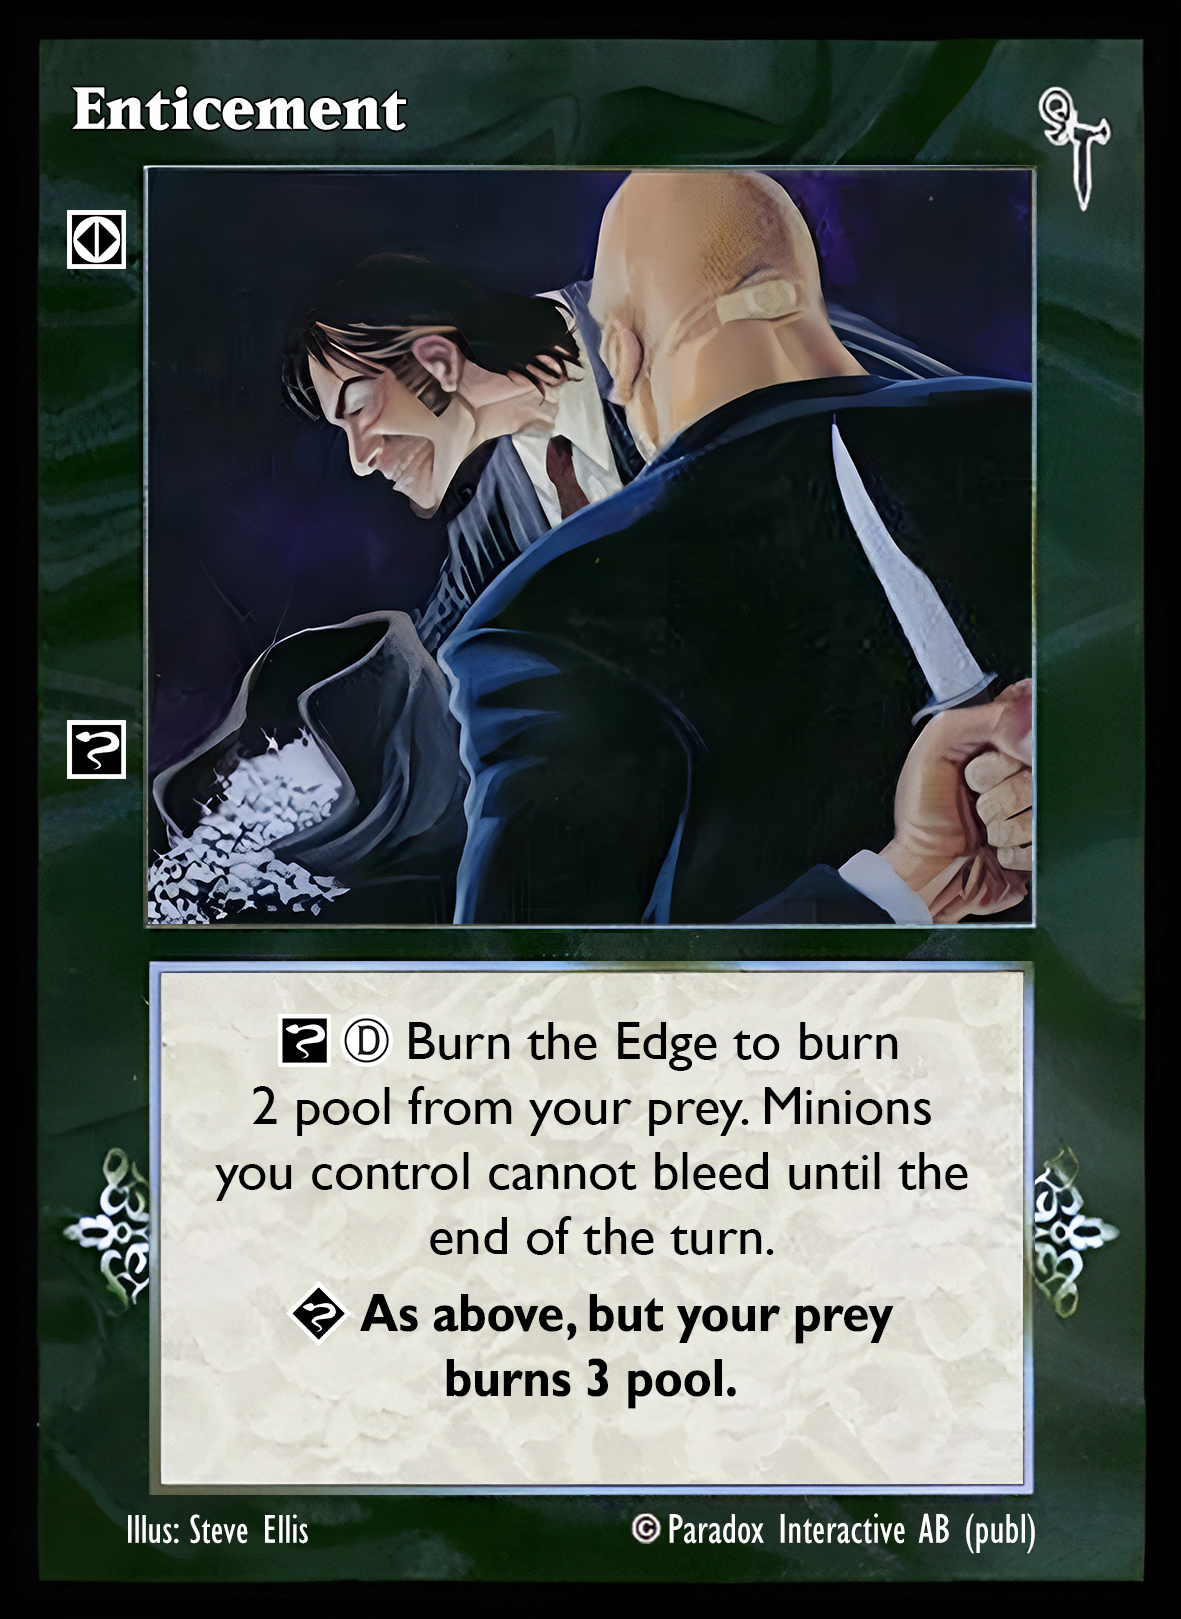 Enticement
D Burn the Edge to burn
2 pool from your prey. Minions
you control cannot bleed until the
end of the turn.
As above, but your prey
burns 3 pool.
Illus: Steve Ellis
© Paradox Interactive AB (publ)